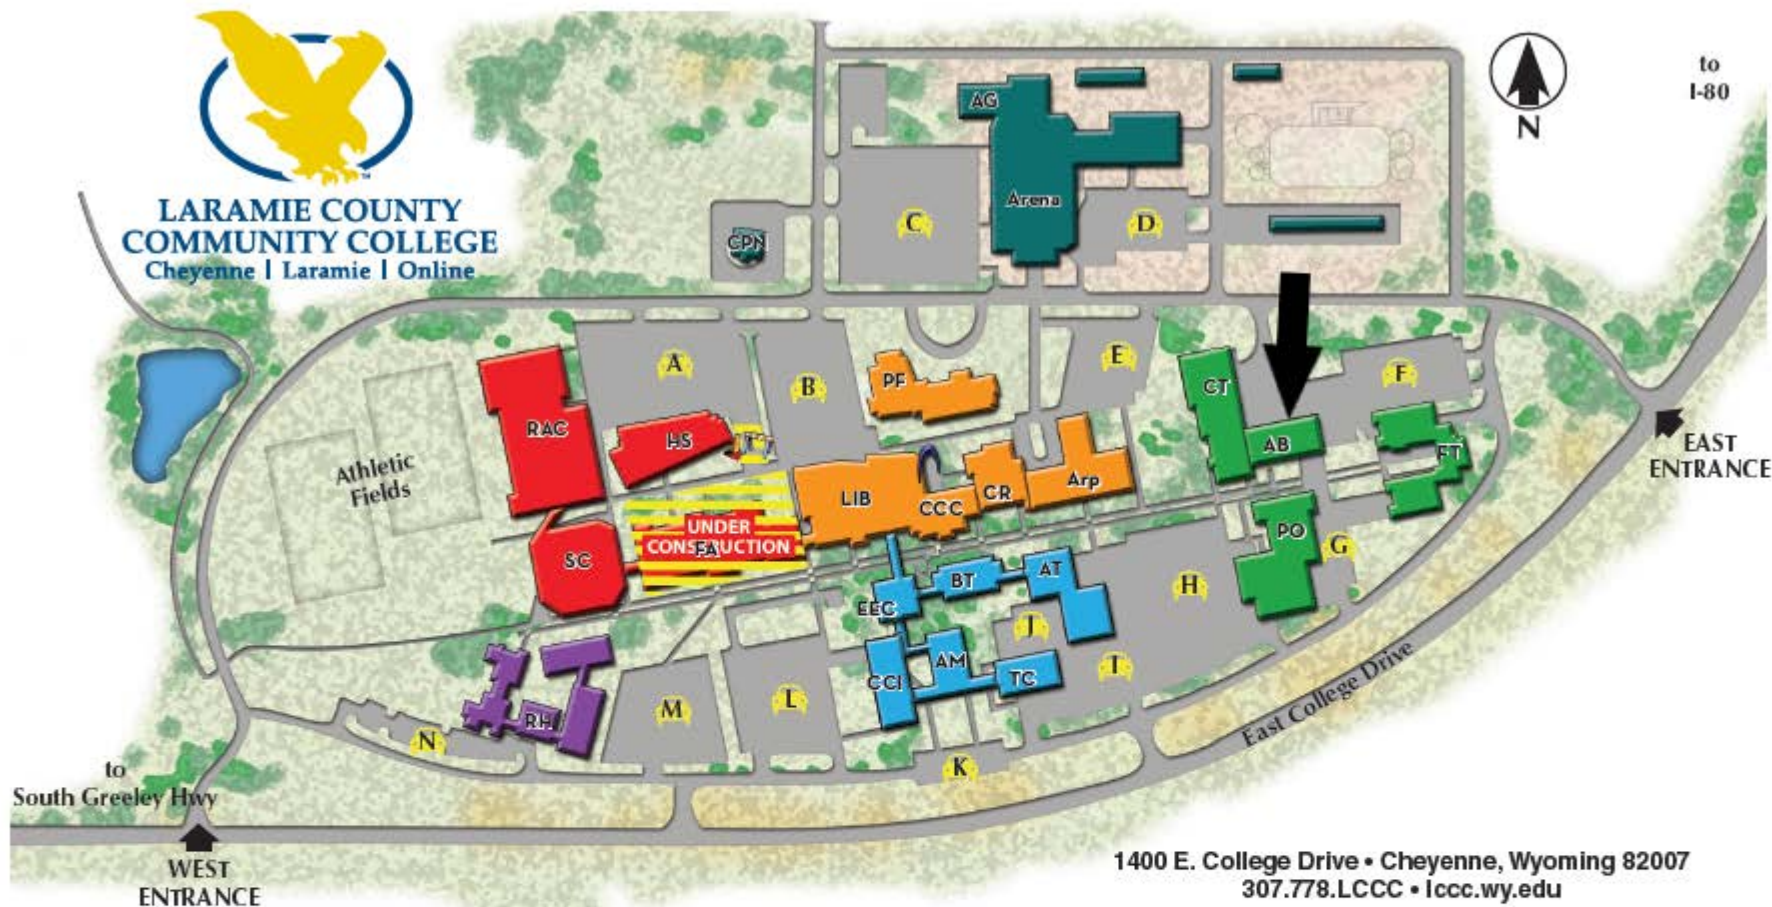 LARAMIE COUNTY
COMMUNITY COLLEGE
Cheyenne | Laramie | Online
TM
N
to
I-80
AG
Arena
C
D
CPN
A
B
E
F
PF
CT
AB
FT
RAC
HS
Athletic
Fields
LIB
CCC
CR
Arp
UNDER
CONSTRUCTION
FA
SC
PO
G
H
EEC
BT
AT
J
I
CCI
AM
TC
RH
M
L
N
K
EAST
ENTRANCE
East College Drive
to
South Greeley Hwy
WEST
ENTRANCE
1400 E. College Drive • Cheyenne, Wyoming 82007
307.778.LCCC • lccc.wy.edu